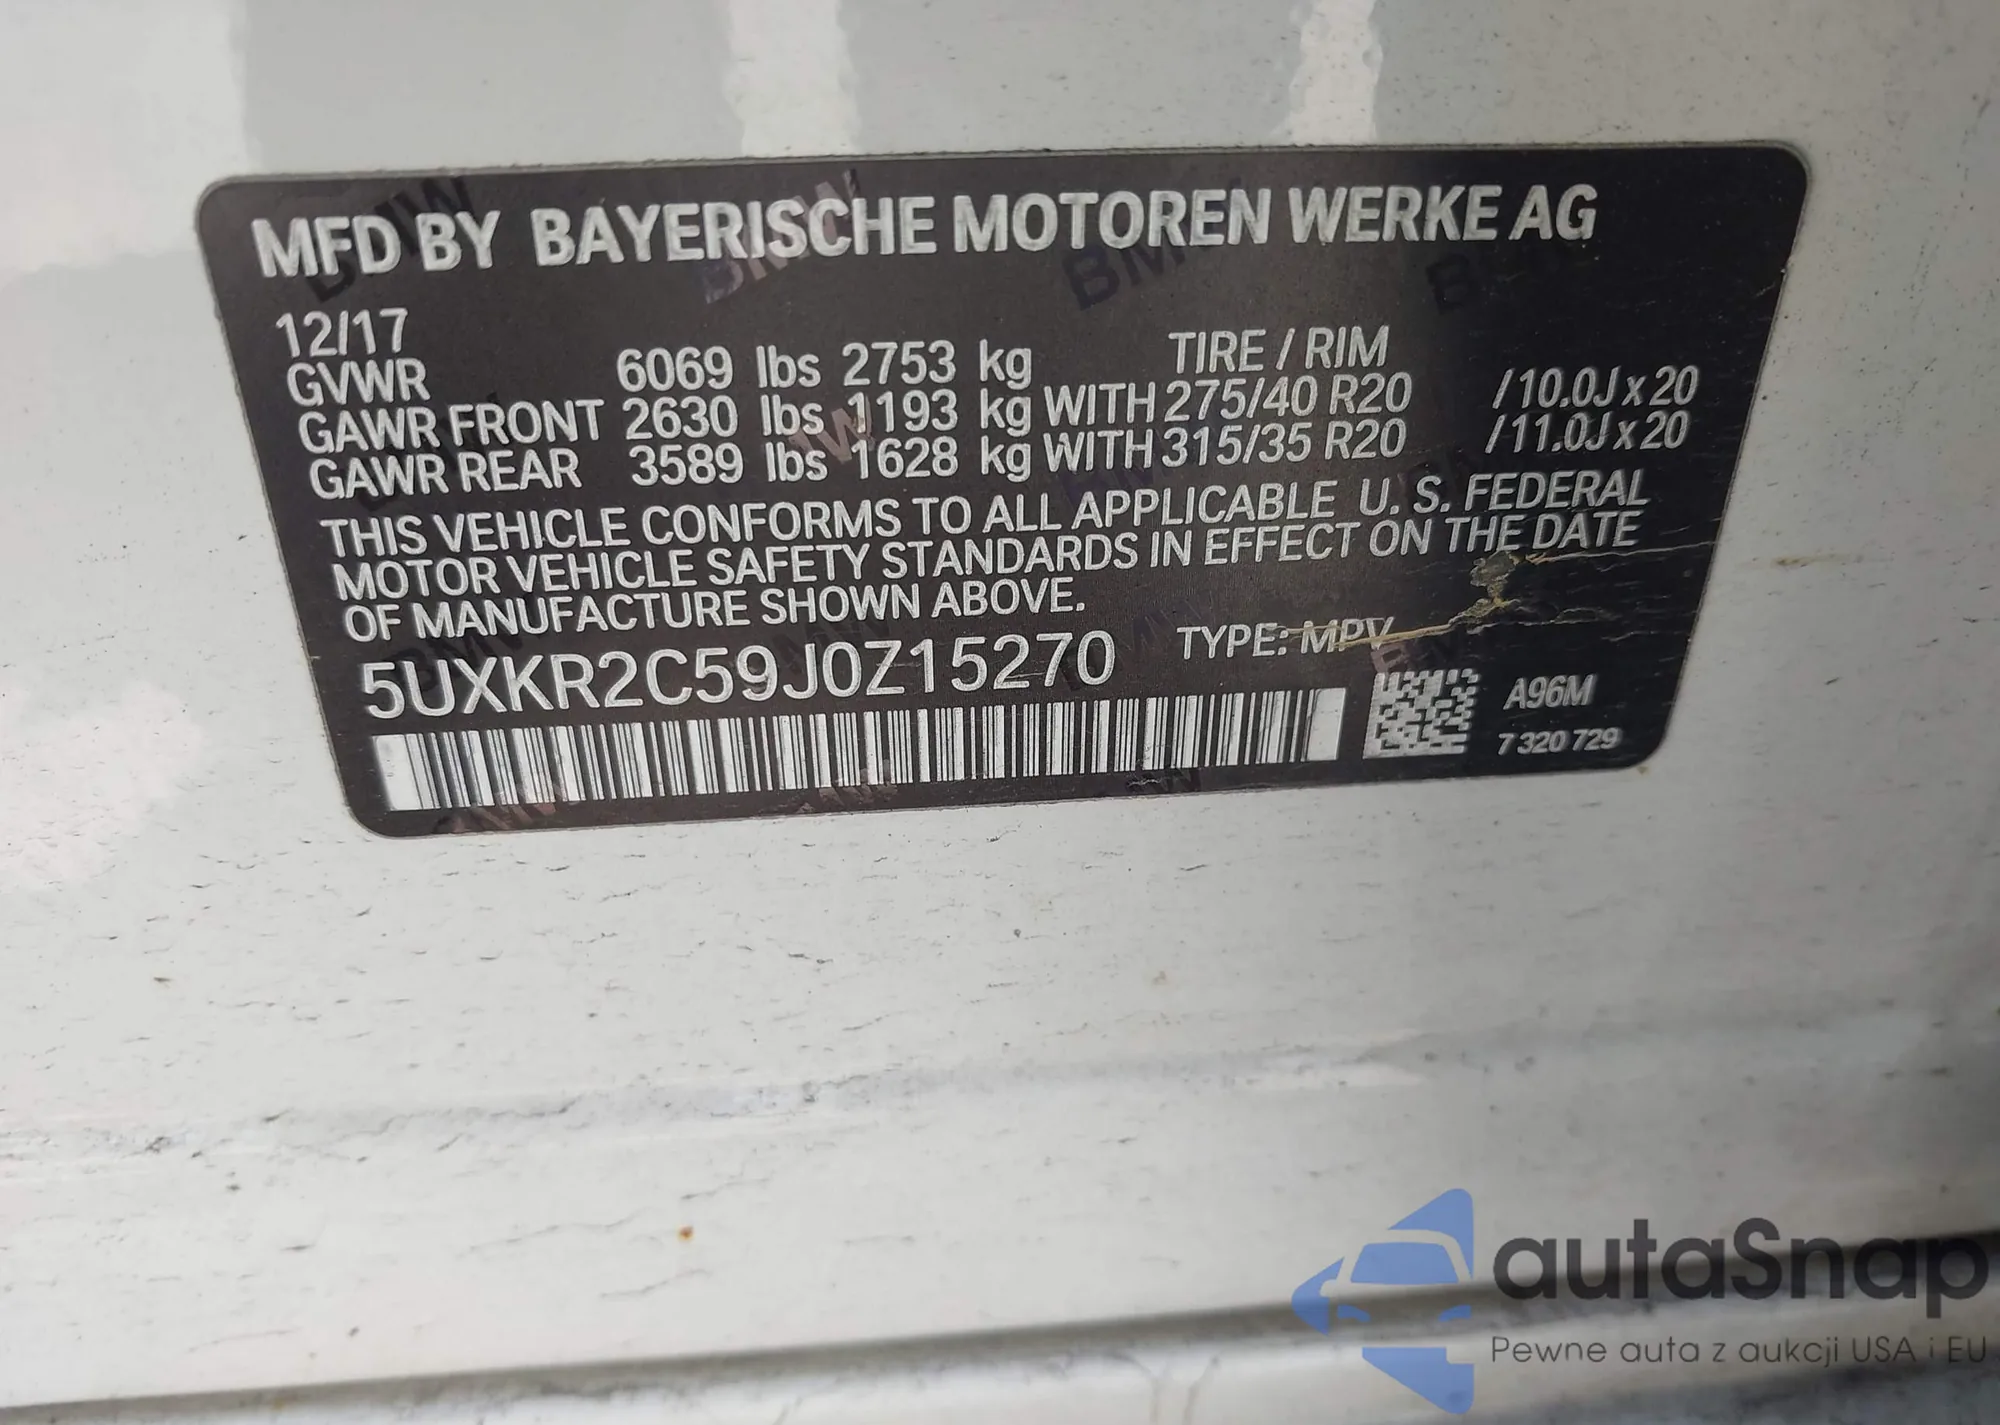 MFD BY BAYERISCHE MOTOREN WERKE AG
12/17
TIRE / RIM
GVWR 6069 lbs 2753 kg
GAWR FRONT 2630 lbs 1193 kg WITH 275/40 R20 /10.0J x 20
GAWR REAR 3589 lbs 1628 kg WITH 315/35 R20 /11.0J x 20
THIS VEHICLE CONFORMS TO ALL APPLICABLE U. S. FEDERAL
MOTOR VEHICLE SAFETY STANDARDS IN EFFECT ON THE DATE
OF MANUFACTURE SHOWN ABOVE.
5UXKR2C59J0Z15270 TYPE: MPV
A96M
7 320 729
autaSnap
Pewne auta z aukcji USA i EU